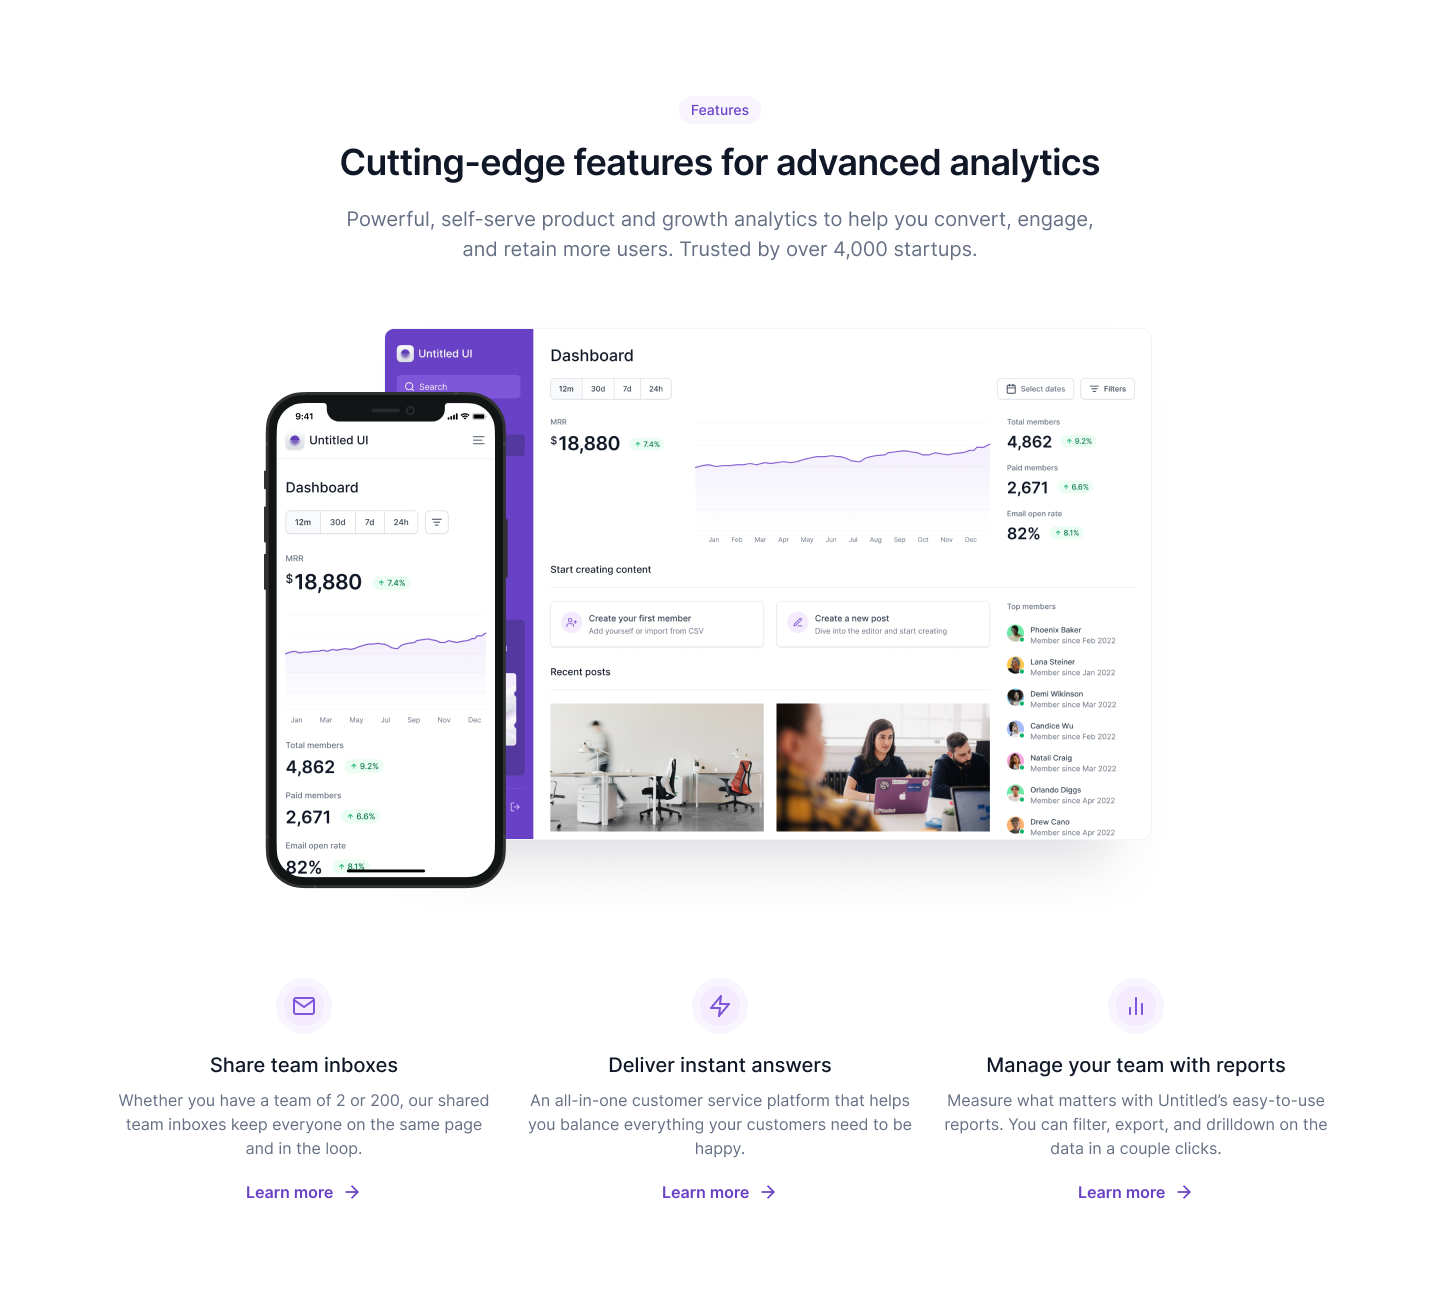 Features
Cutting-edge features for advanced analytics
Powerful, self-serve product and growth analytics to help you convert, engage,
and retain more users. Trusted by over 4,000 startups.
Untitled UI
Search
Dashboard
12m 30d 7d 24h
Select dates
Filters
MRR
$18,880 7.4%
Jan Feb Mar Apr May Jun Jul Aug Sep Oct Nov Dec
Total members
4,862 9.2%
Paid members
2,671 6.6%
Email open rate
82% 8.1%
Start creating content
Create your first member
Add yourself or import from CSV
Create a new post
Dive into the editor and start creating
Recent posts
Top members
Phoenix Baker
Member since Feb 2022
Lana Steiner
Member since Jan 2022
Demi Wikinson
Member since Mar 2022
Candice Wu
Member since Feb 2022
Natali Craig
Member since Mar 2022
Orlando Diggs
Member since Apr 2022
Drew Cano
Member since Apr 2022
9:41
Untitled UI
Dashboard
12m 30d 7d 24h
MRR
$18,880 7.4%
Jan Mar May Jul Sep Nov Dec
Total members
4,862 9.2%
Paid members
2,671 6.6%
Email open rate
82% 8.1%
Share team inboxes
Whether you have a team of 2 or 200, our shared
team inboxes keep everyone on the same page
and in the loop.
Learn more
Deliver instant answers
An all-in-one customer service platform that helps
you balance everything your customers need to be
happy.
Learn more
Manage your team with reports
Measure what matters with Untitled’s easy-to-use
reports. You can filter, export, and drilldown on the
data in a couple clicks.
Learn more